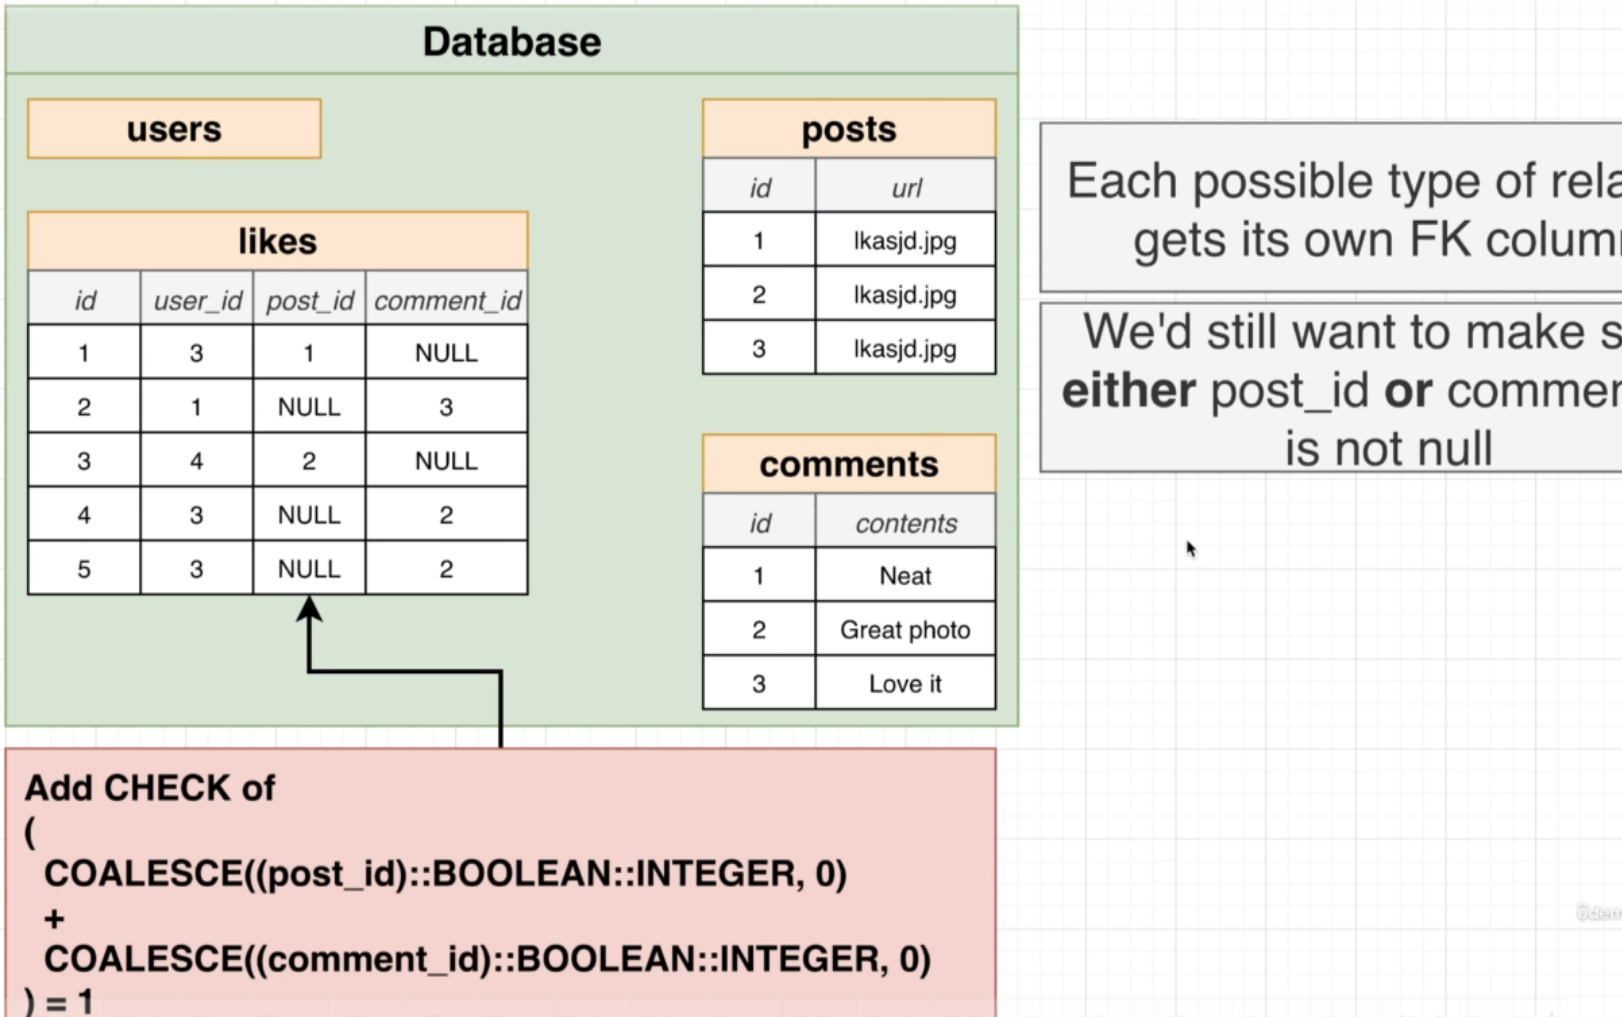 Database
users
likes
id user_id post_id comment_id
1 3 1 NULL
2 1 NULL 3
3 4 2 NULL
4 3 NULL 2
5 3 NULL 2
posts
id url
1 lkasjd.jpg
2 lkasjd.jpg
3 lkasjd.jpg
comments
id contents
1 Neat
2 Great photo
3 Love it
Each possible type of rela
gets its own FK colum
We'd still want to make s
either post_id or commen
is not null
Add CHECK of
(
COALESCE((post_id)::BOOLEAN::INTEGER, 0)
+
COALESCE((comment_id)::BOOLEAN::INTEGER, 0)
) = 1